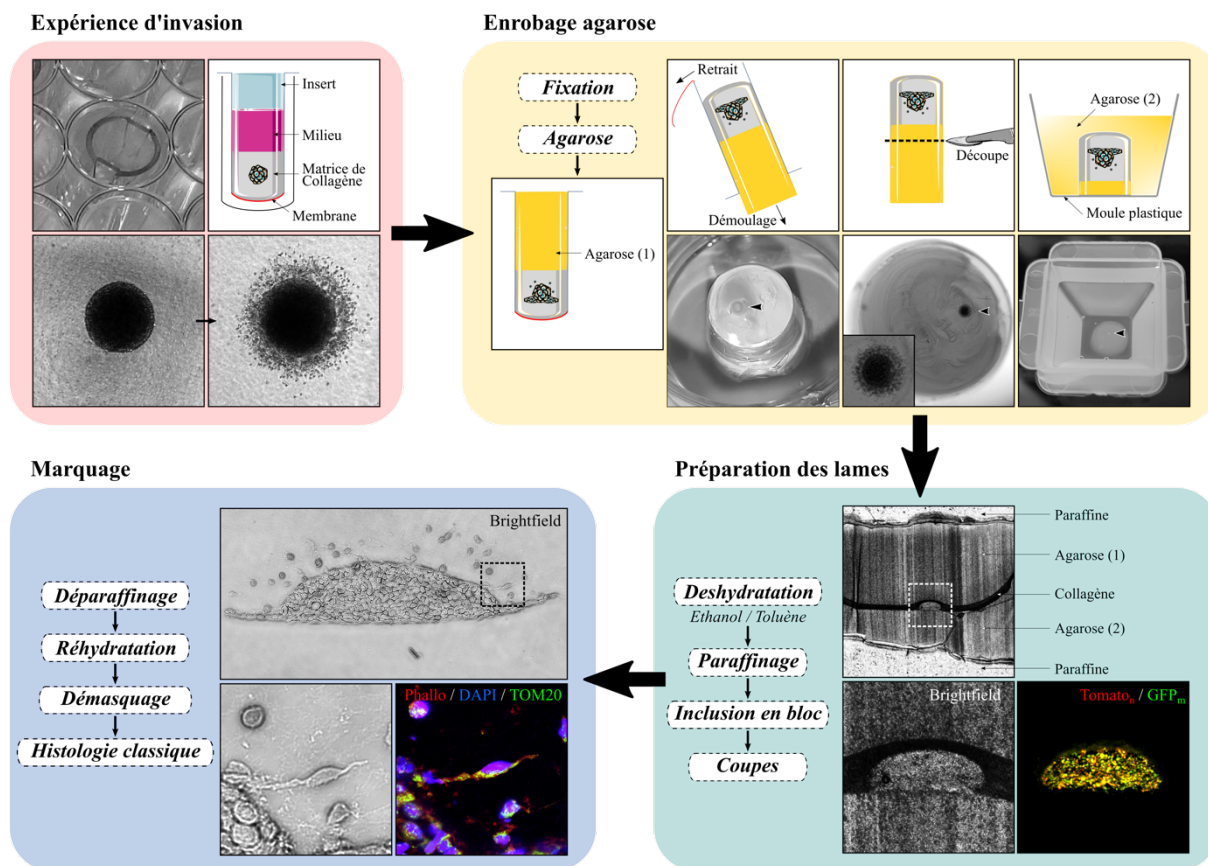 Expérience d'invasion
Insert
Milieu
Matrice de
Collagène
Membrane
Enrobage agarose
Fixation
Agarose
Agarose (1)
Retrait
Démoulage
Découpe
Agarose (2)
Moule plastique
Marquage
Déparaffinage
Réhydratation
Démasquage
Histologie classique
Brightfield
Phallo / DAPI / TOM20
Préparation des lames
Deshydratation
Ethanol / Toluène
Paraffinage
Inclusion en bloc
Coupes
Paraffine
Agarose (1)
Collagène
Agarose (2)
Paraffine
Brightfield
Tomaton / GFPm